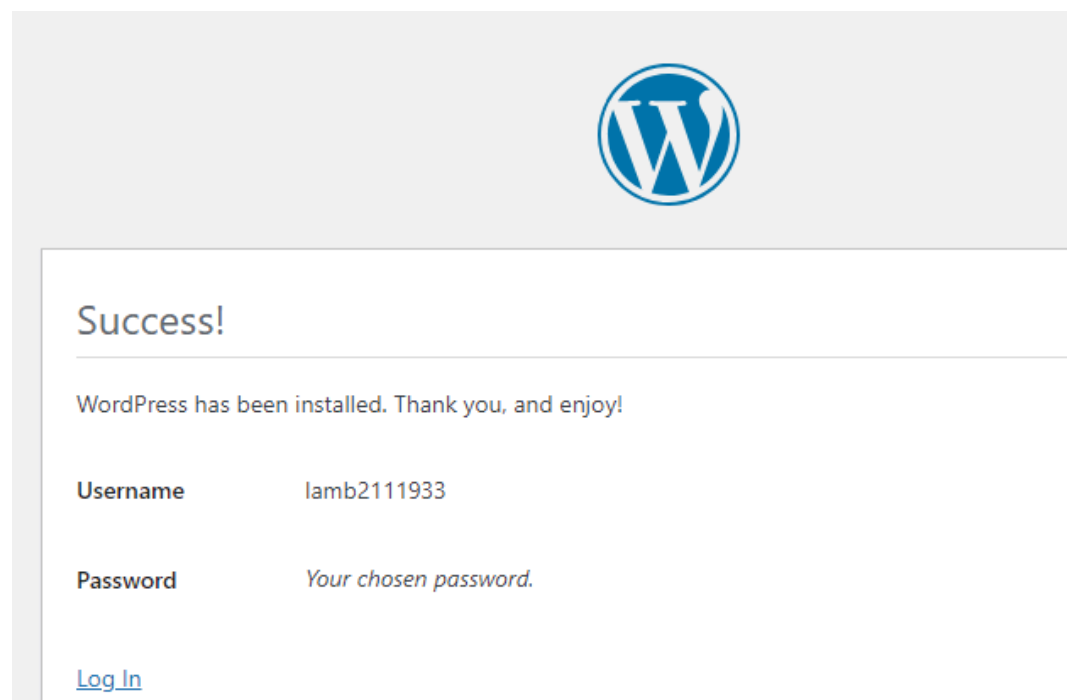 Success!
WordPress has been installed. Thank you, and enjoy!
Username lamb2111933
Password Your chosen password.
Log In